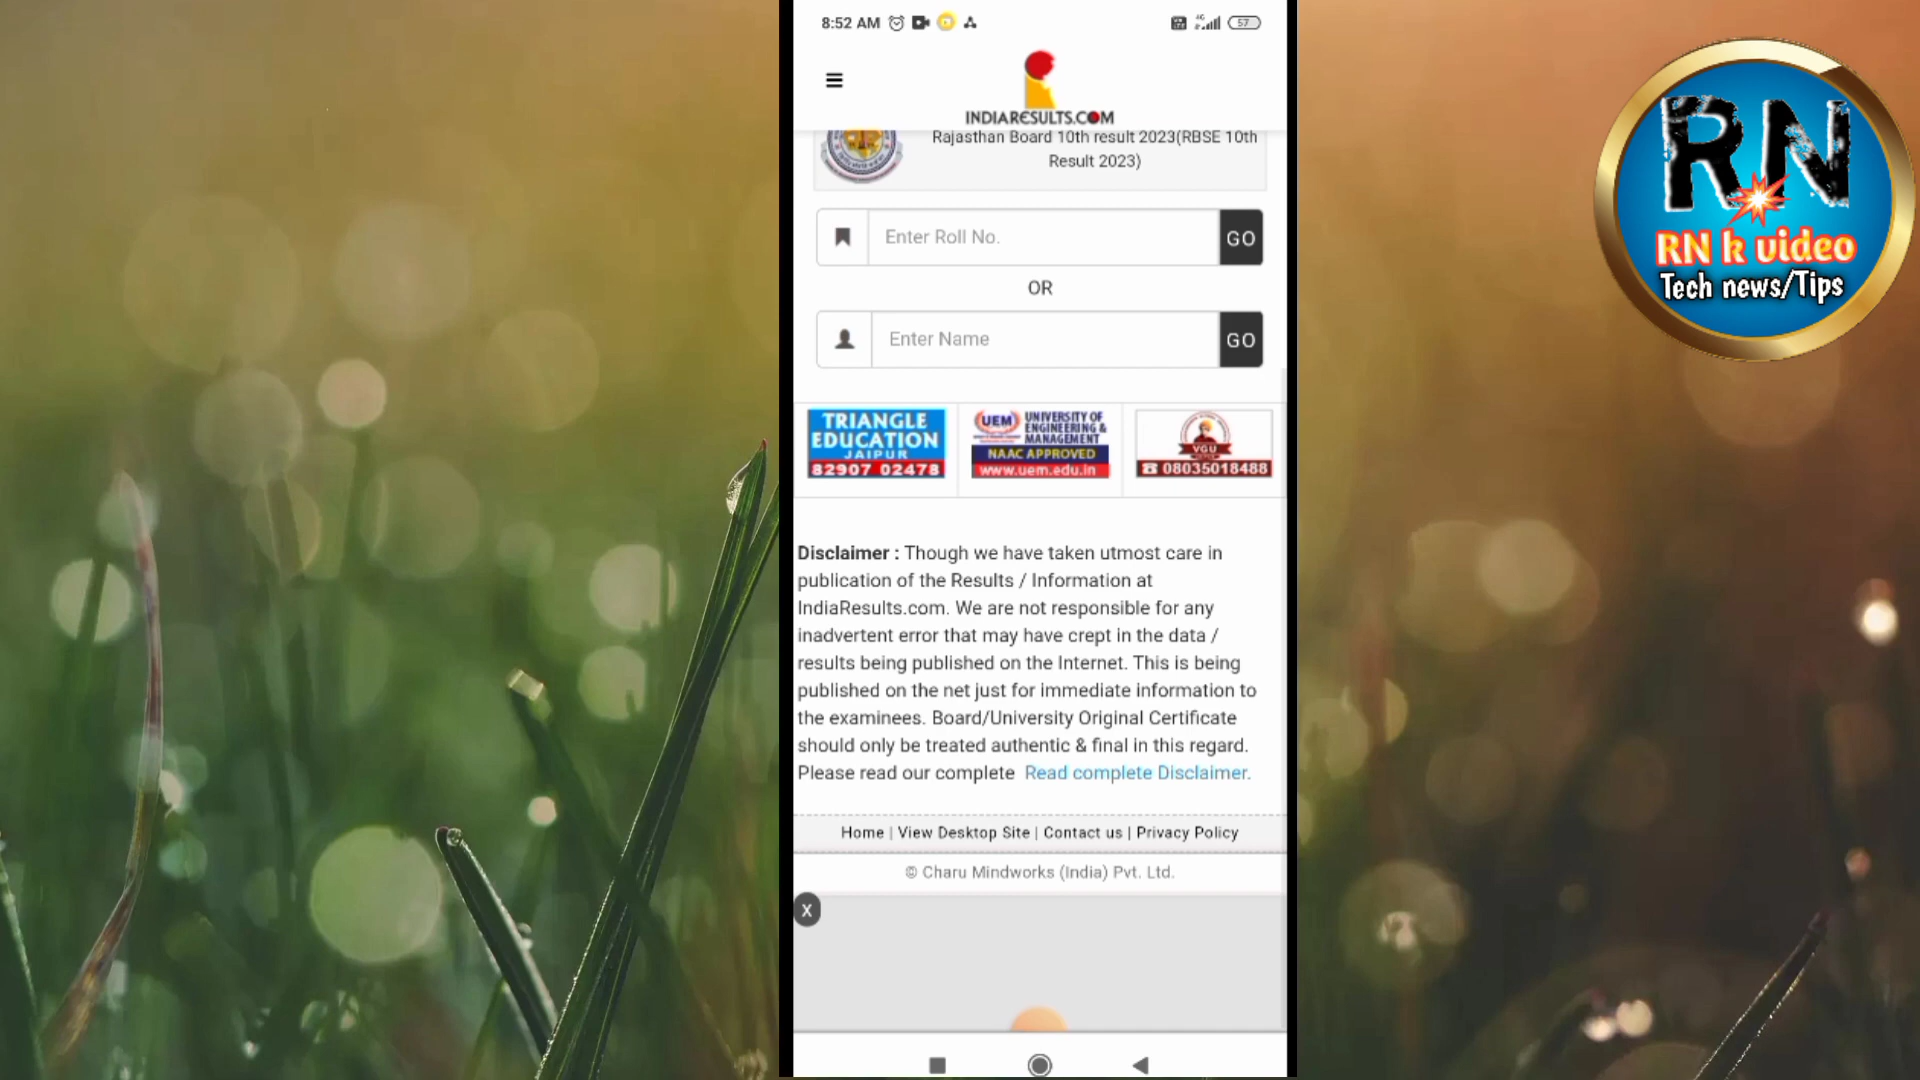 8:52 AM
4G
57
INDIARESULTS.COM
Rajasthan Board 10th result 2023(RBSE 10th
Result 2023)
Enter Roll No.
GO
OR
Enter Name
GO
TRIANGLE
EDUCATION
JAIPUR
82907 02478
UEM
UNIVERSITY OF
ENGINEERING &
MANAGEMENT
NAAC APPROVED
www.uem.edu.in
VGU
08035018488
Disclaimer : Though we have taken utmost care in
publication of the Results / Information at
IndiaResults.com. We are not responsible for any
inadvertent error that may have crept in the data /
results being published on the Internet. This is being
published on the net just for immediate information to
the examinees. Board/University Original Certificate
should only be treated authentic & final in this regard.
Please read our complete Read complete Disclaimer.
Home | View Desktop Site | Contact us | Privacy Policy
© Charu Mindworks (India) Pvt. Ltd.
X
RN
RN k video
Tech news/Tips